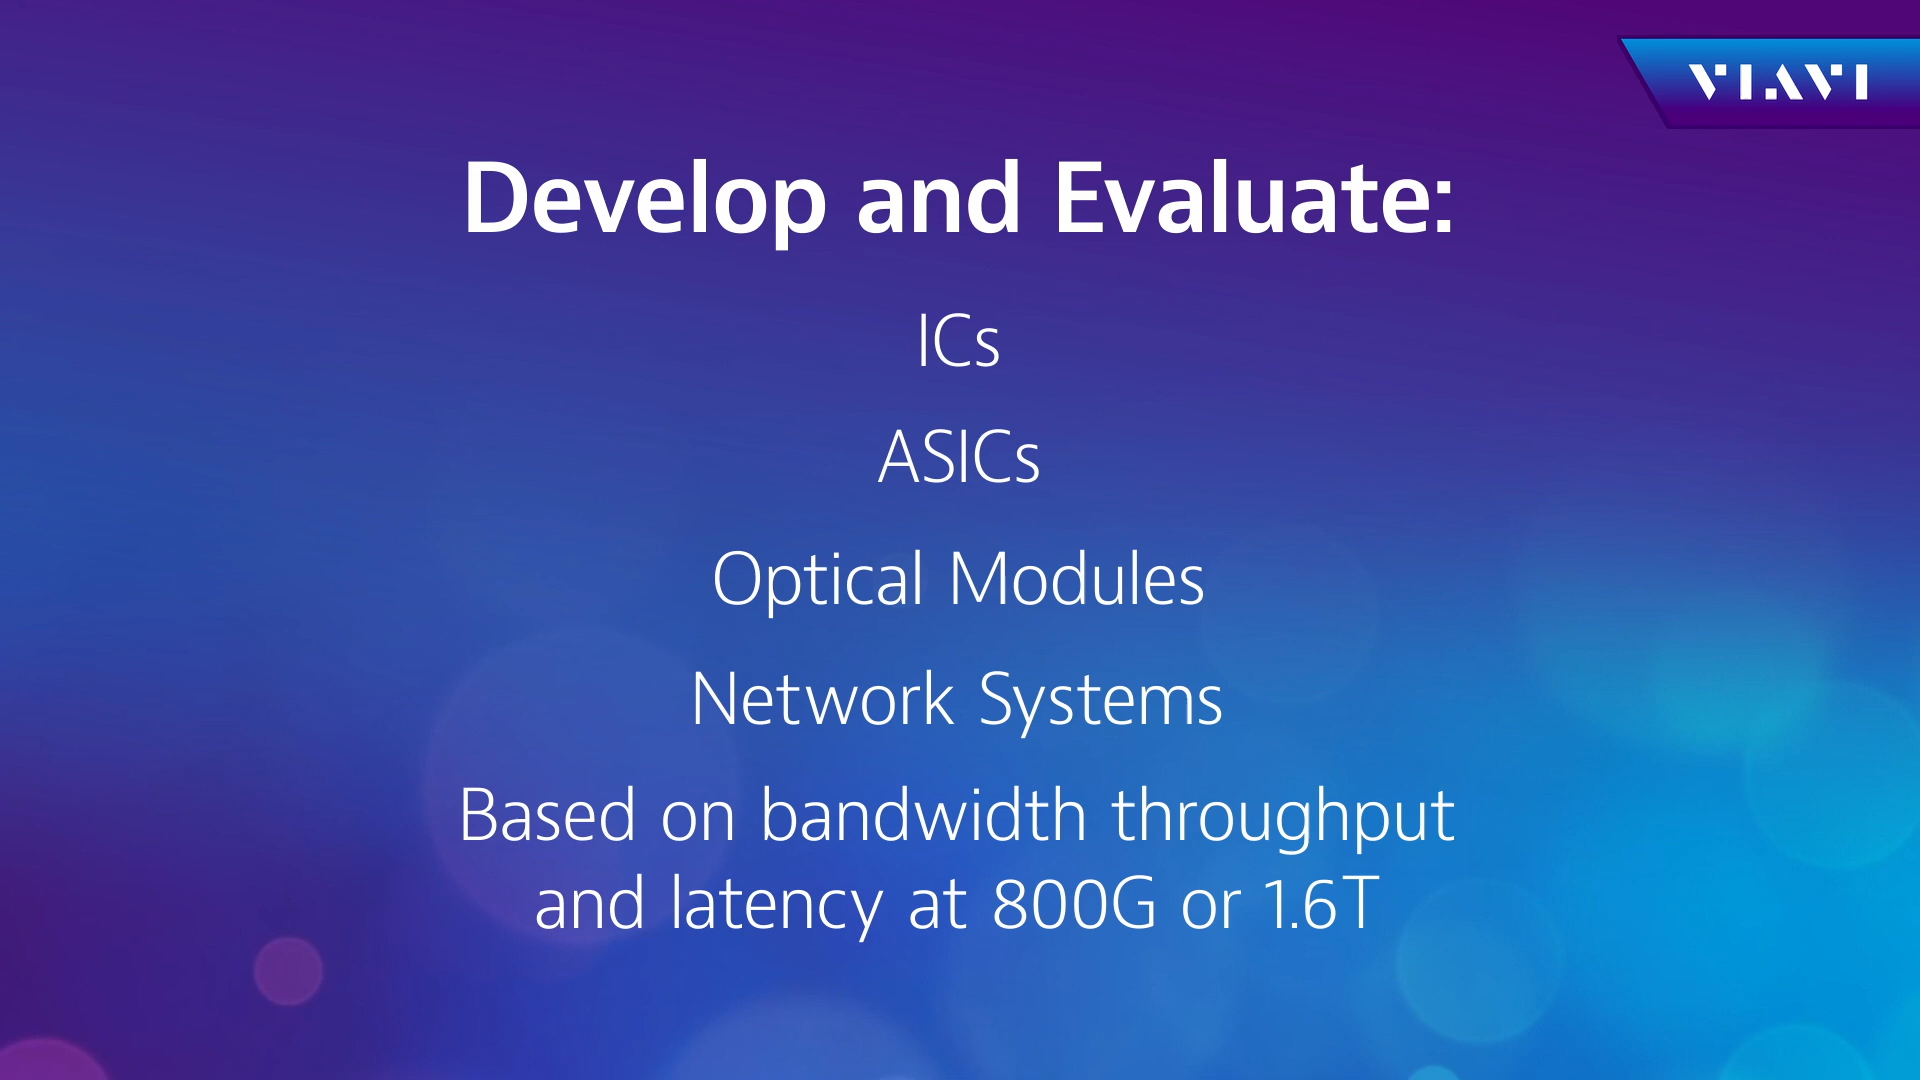 VIAVI
Develop and Evaluate:
ICs
ASICs
Optical Modules
Network Systems
Based on bandwidth throughput
and latency at 800G or 1.6T